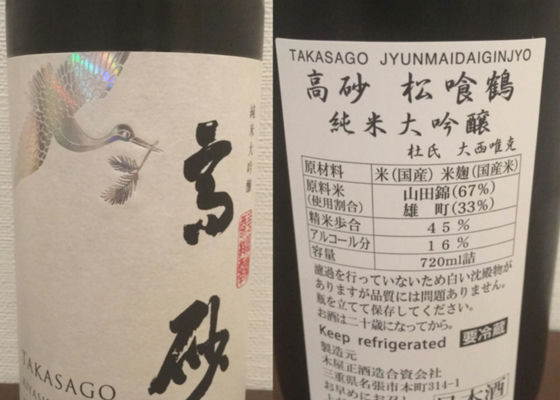 純米大吟醸
高砂
TAKASAGO
TAKASAGO JYUNMAIDAIGINJYO
高砂 松喰鶴
純米大吟醸
杜氏 大西唯克
原材料 米(国産) 米麹(国産米)
原料米 (使用割合) 山田錦(67%) 雄町(33%)
精米歩合 45%
アルコール分 16%
容量 720ml詰
濾過を行っていないため白い沈殿物が
ありますが品質には問題ありません。
瓶を立てて保存してください。
お酒は二十歳になってから。
Keep refrigerated 要冷蔵
製造元
木屋正酒造合資会社
三重県名張市本町314-1
日本酒